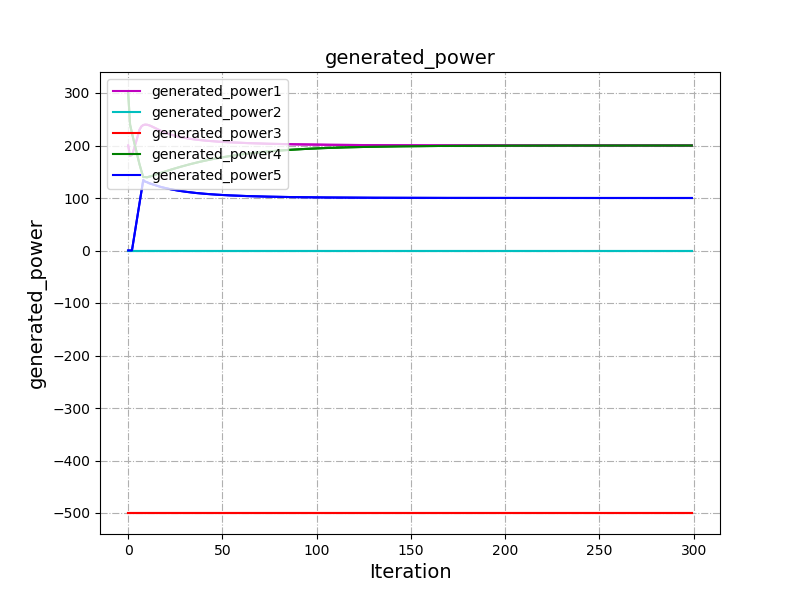 generated_power
generated_power
300
200
100
0
−100
−200
−300
−400
−500
generated_power1
generated_power2
generated_power3
generated_power4
generated_power5
0
50
100
150
200
250
300
Iteration